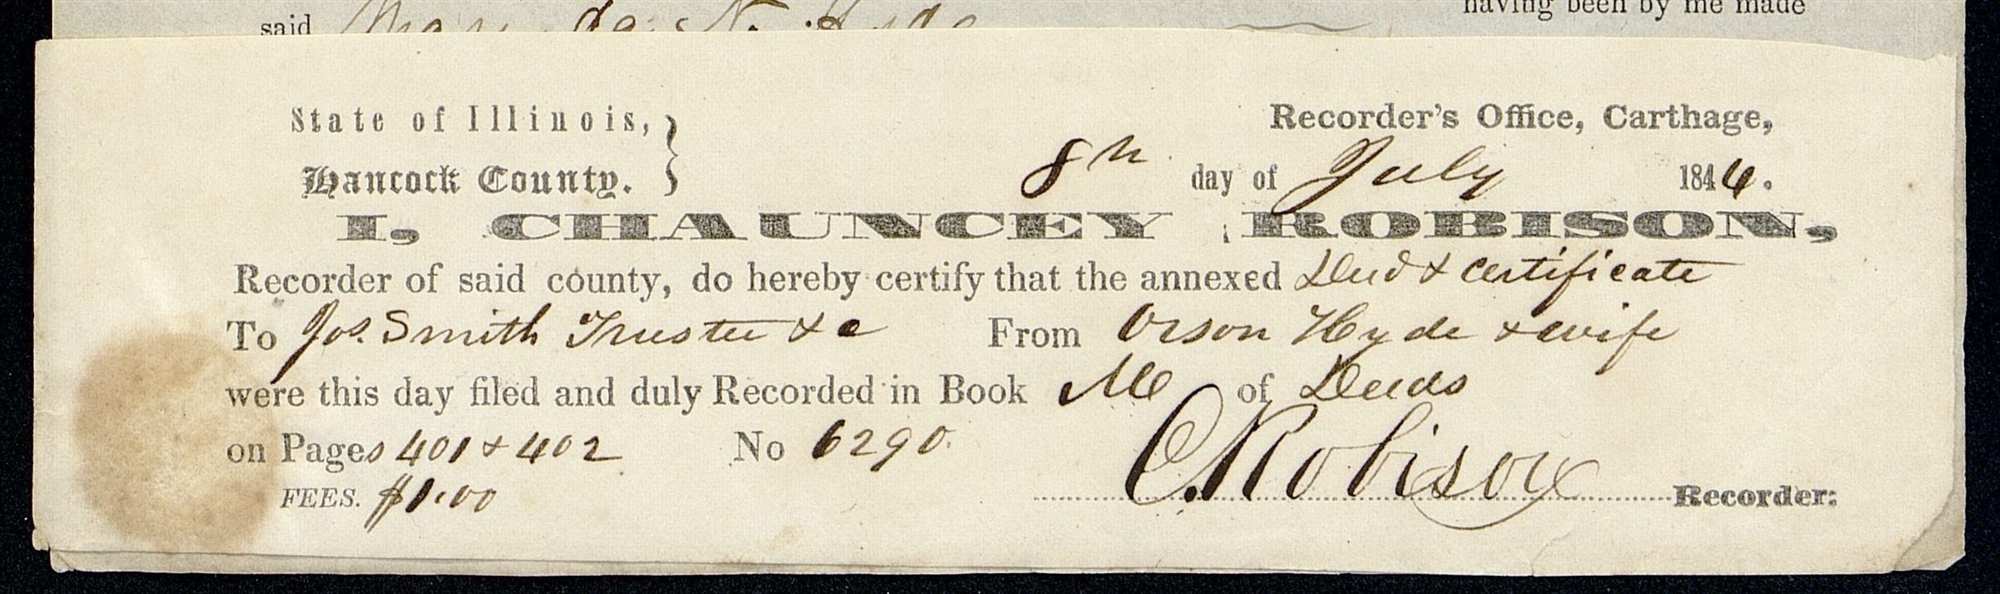 having been by me made
said
State of Illinois, } Recorder's Office, Carthage,
Hancock County. } 8th day of July 1844.
I, CHAUNCEY ROBISON,
Recorder of said county, do hereby certify that the annexed Deed & certificate
To Jos. Smith Trustee &c From Orson Hyde & wife
were this day filed and duly Recorded in Book M of Deeds
on Pages 401 & 402 No 6290.
FEES. $1.00 C. Robison Recorder: